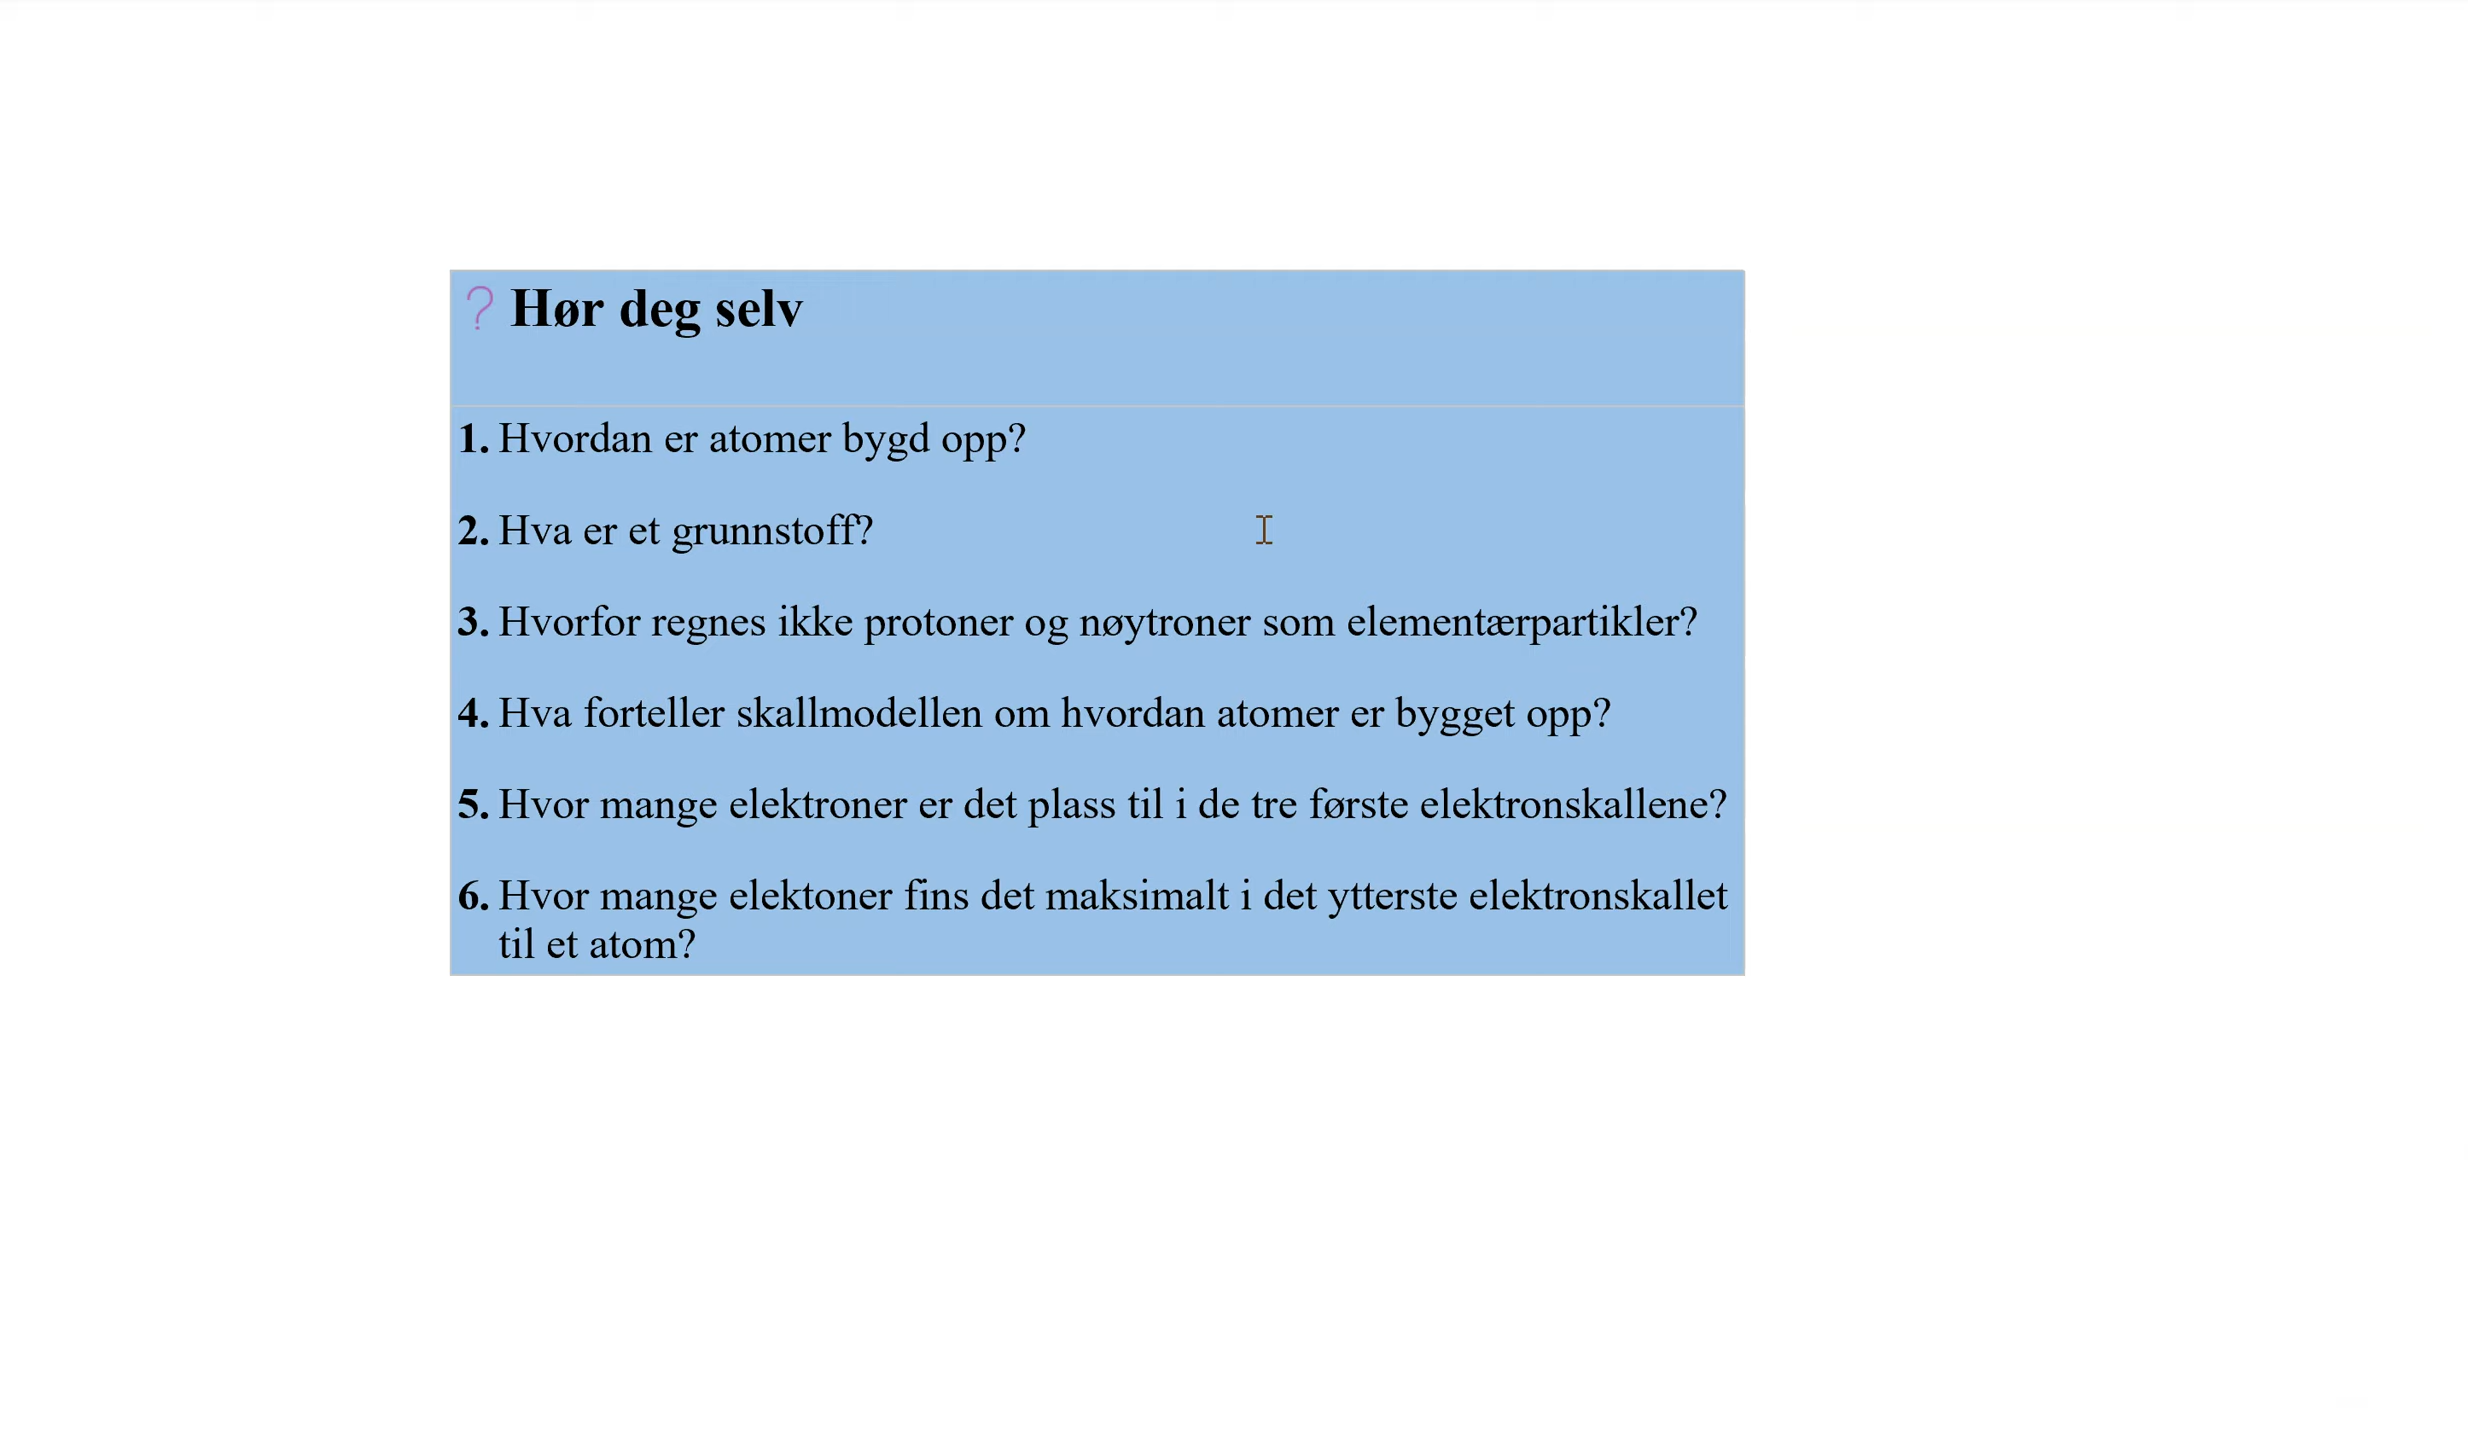 ? Hør deg selv
1. Hvordan er atomer bygd opp?
2. Hva er et grunnstoff?
3. Hvorfor regnes ikke protoner og nøytroner som elementærpartikler?
4. Hva forteller skallmodellen om hvordan atomer er bygget opp?
5. Hvor mange elektroner er det plass til i de tre første elektronskallene?
6. Hvor mange elektoner fins det maksimalt i det ytterste elektronskallet
til et atom?